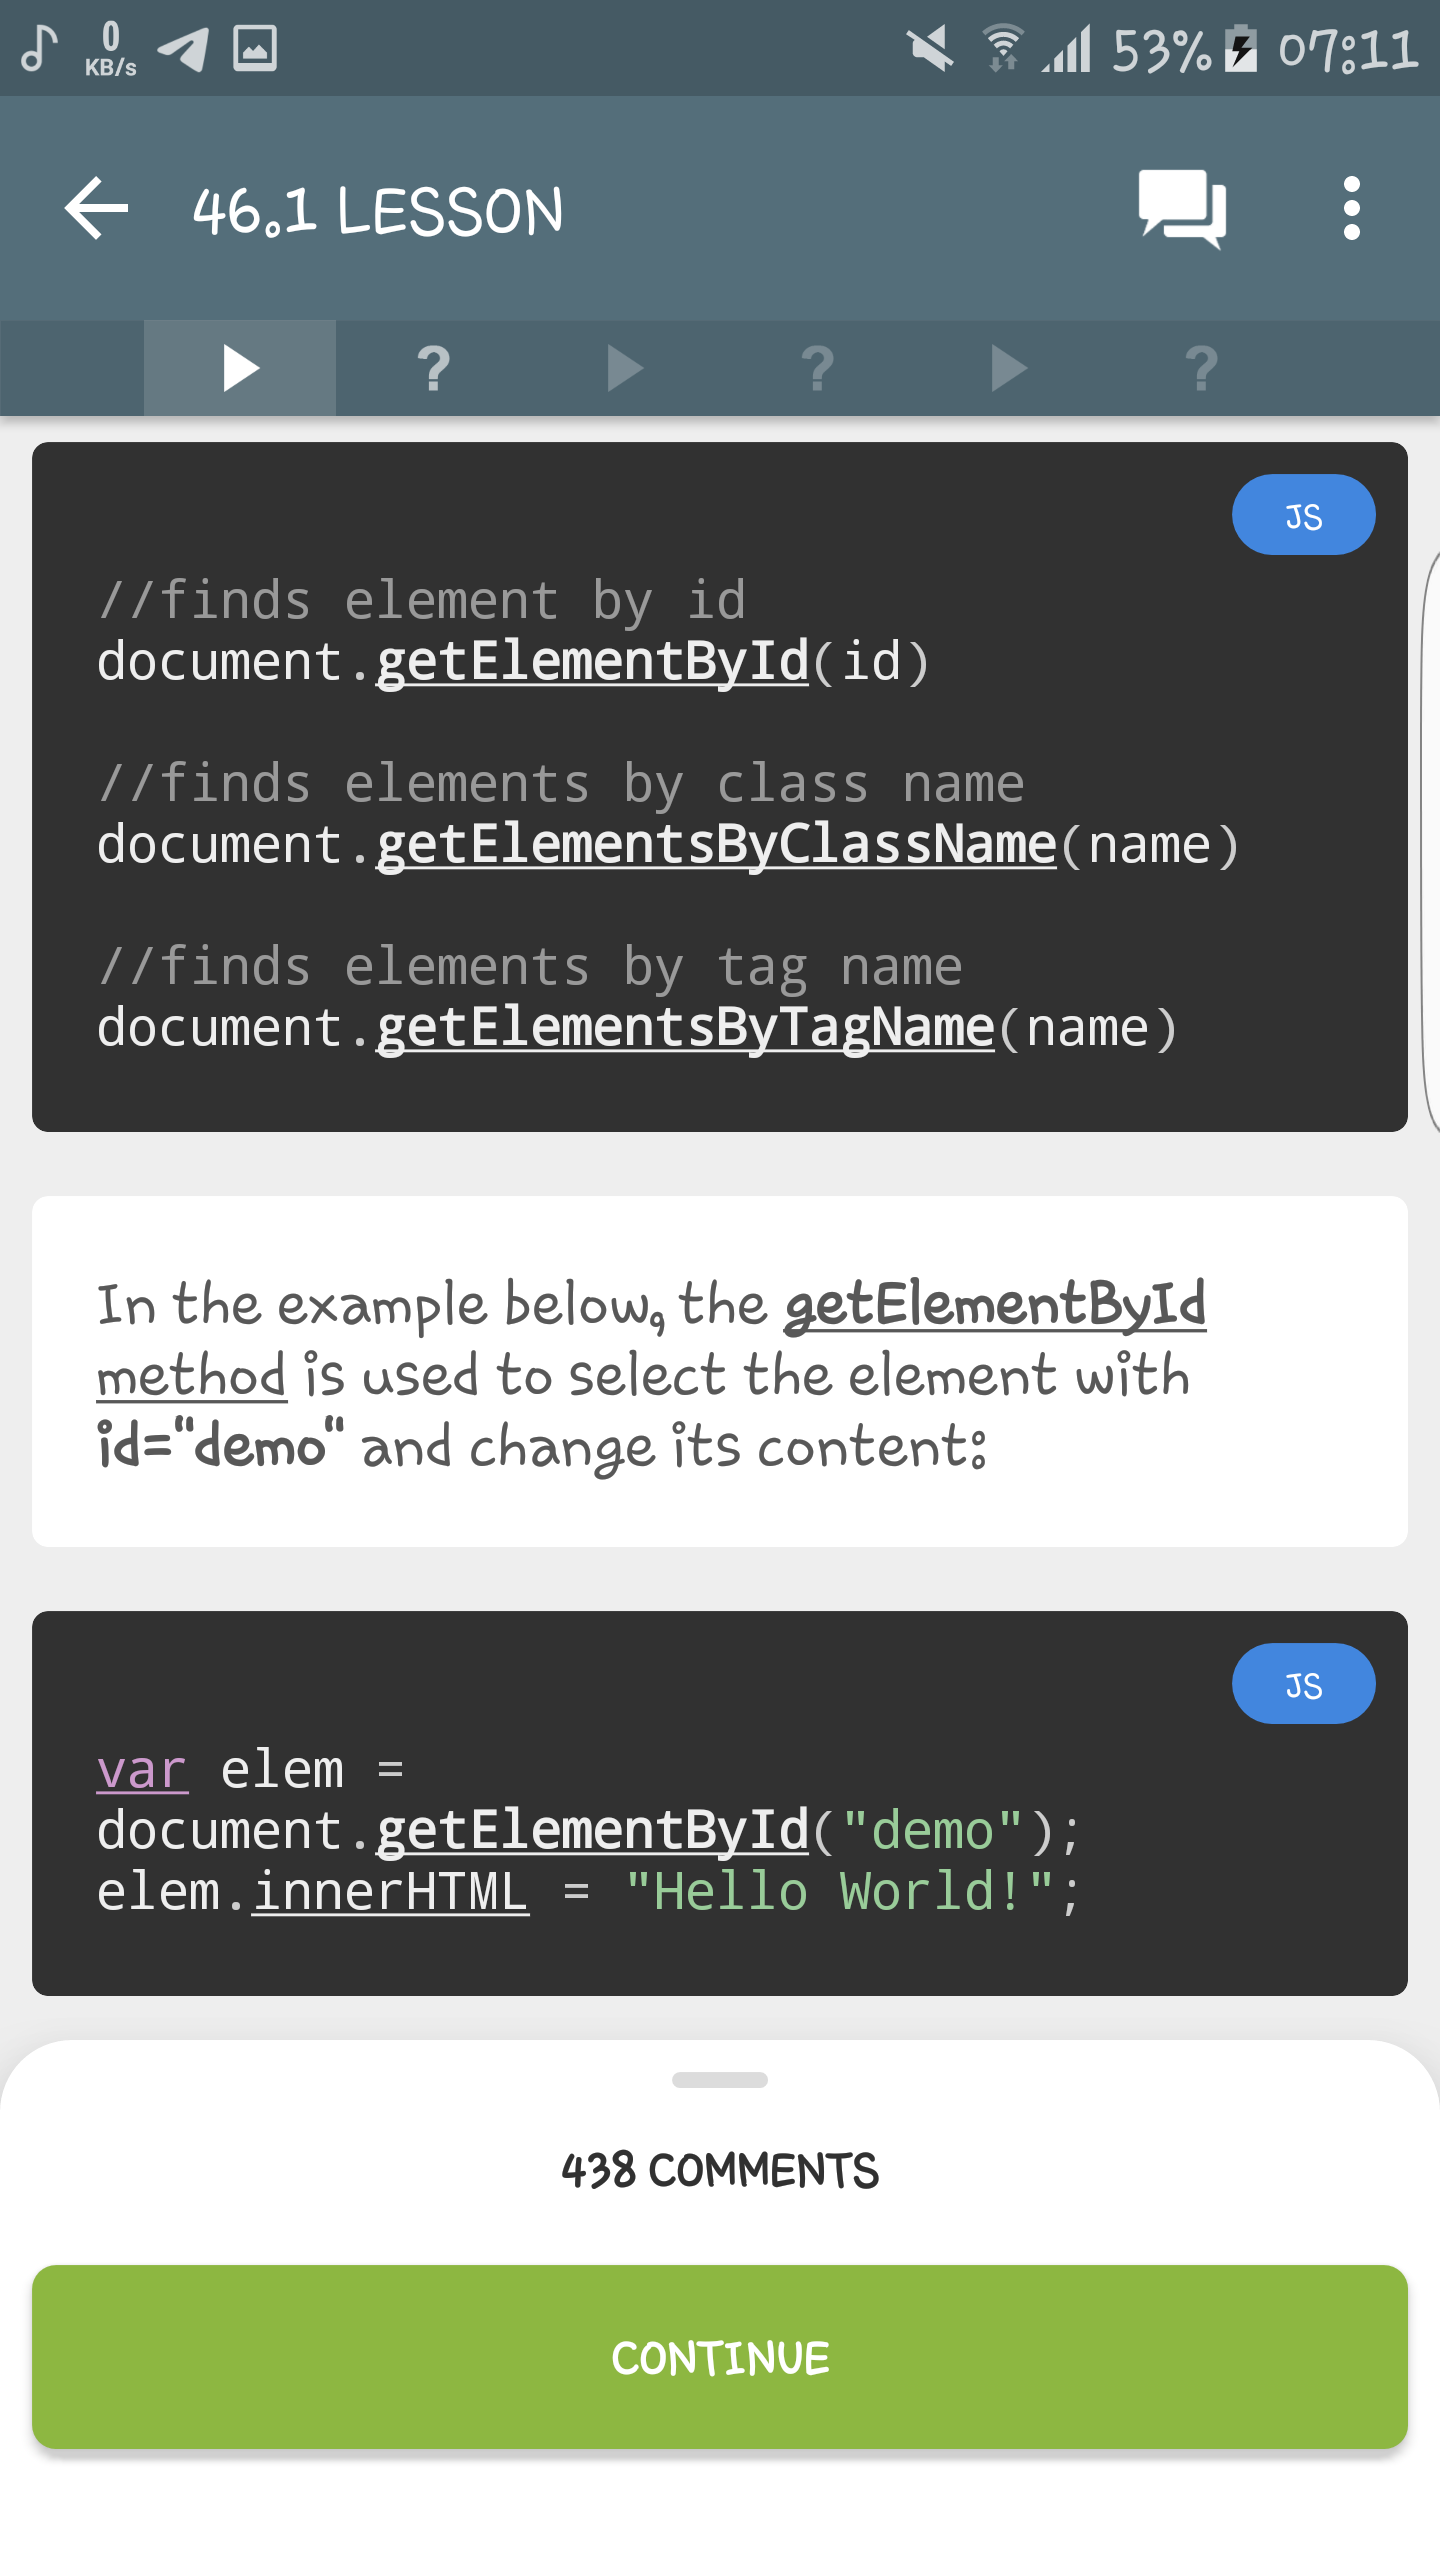 0
KB/s
53% 07:11
46.1 LESSON
? ? ?
JS
//finds element by id
document.getElementById(id)
//finds elements by class name
document.getElementsByClassName(name)
//finds elements by tag name
document.getElementsByTagName(name)
In the example below, the getElementById
method is used to select the element with
id="demo" and change its content:
JS
var elem =
document.getElementById("demo");
elem.innerHTML = "Hello World!";
438 COMMENTS
CONTINUE